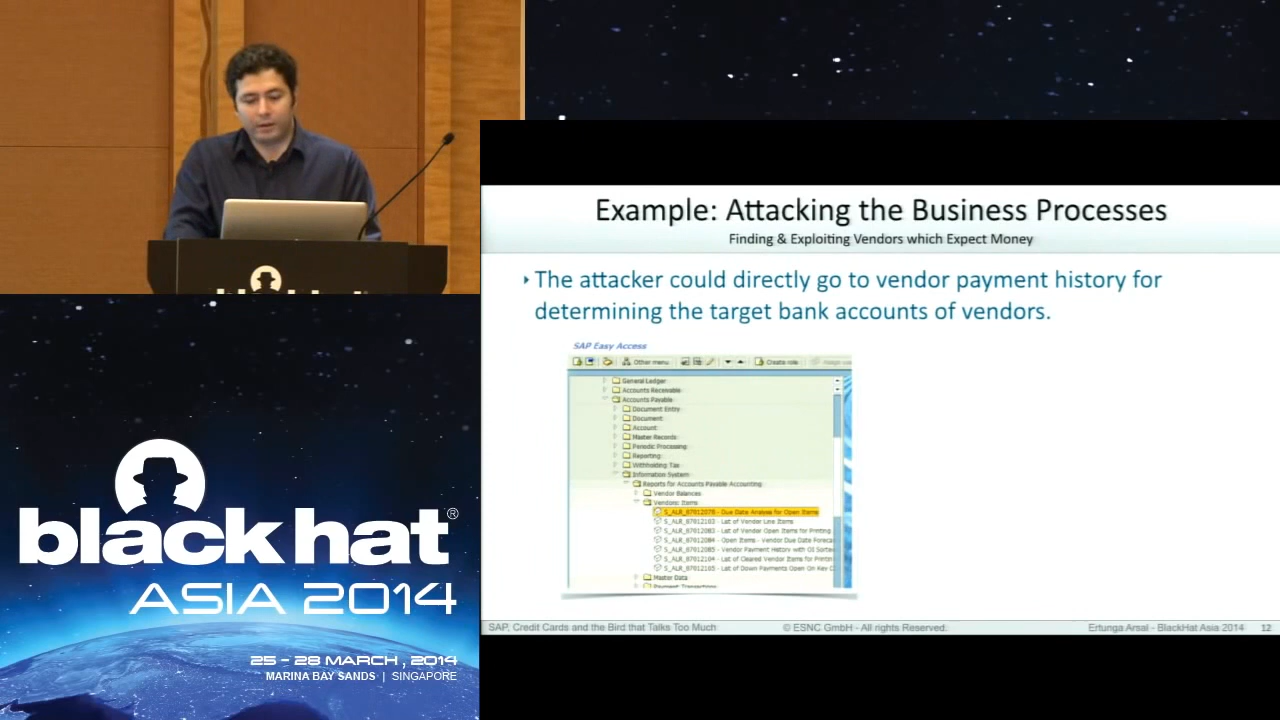 Example: Attacking the Business Processes
Finding & Exploiting Vendors which Expect Money
The attacker could directly go to vendor payment history for
determining the target bank accounts of vendors.
SAP Easy Access
Other menu
Create role
General Ledger
Accounts Receivable
Accounts Payable
Document Entry
Document
Account
Master Records
Periodic Processing
Reporting
Withholding Tax
Information System
Reports for Accounts Payable Accounting
Vendor Balances
Vendors: Items
S_ALR_87012078 - Due Date Analysis for Open Items
S_ALR_87012103 - List of Vendor Line Items
S_ALR_87012083 - List of Vendor Open Items for Printing
S_ALR_87012084 - Open Items - Vendor Due Date Foreca
S_ALR_87012085 - Vendor Payment History with OI Sorte
S_ALR_87012104 - List of Cleared Vendor Items for Printin
S_ALR_87012105 - List of Down Payments Open On Key D
Master Data
Payment Transactions
SAP, Credit Cards and the Bird that Talks Too Much
© ESNC GmbH - All rights Reserved.
Ertunga Arsal - BlackHat Asia 2014 12
black hat®
ASIA 2014
25 - 28 MARCH, 2014
MARINA BAY SANDS | SINGAPORE